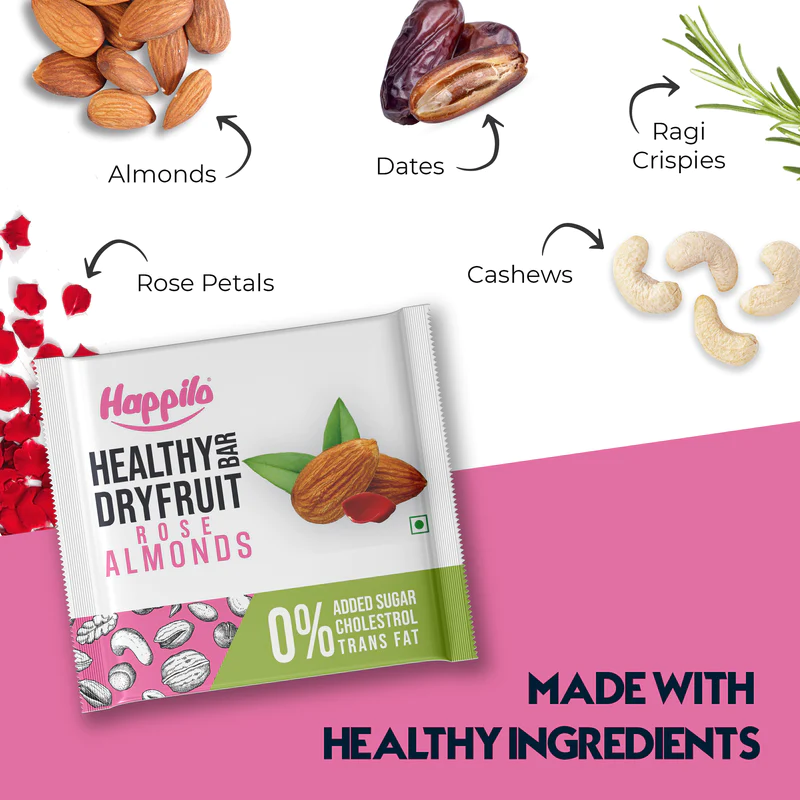 Almonds
Dates
Ragi
Crispies
Rose Petals
Cashews
Happilo
HEALTHY BAR
DRYFRUIT
ROSE
ALMONDS
0% ADDED SUGAR
CHOLESTROL
TRANS FAT
MADE WITH
HEALTHY INGREDIENTS